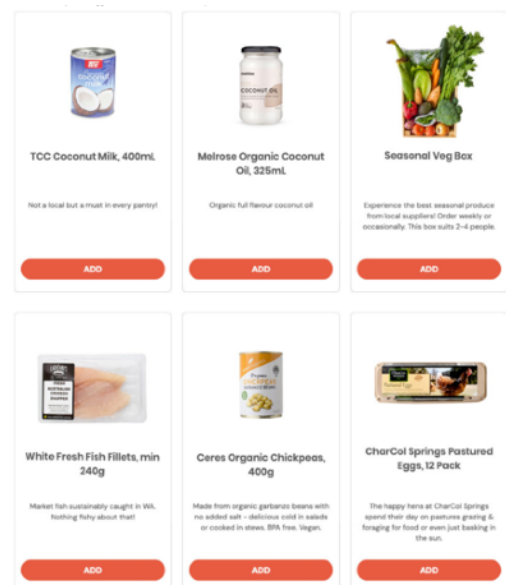 TCC Coconut Milk, 400mL
Not a local but a must in every pantry!
ADD
Melrose Organic Coconut
Oil, 325mL
Organic full flavour coconut oil
ADD
Seasonal Veg Box
Experience the best seasonal produce
from local suppliers! Order weekly or
occasionally. This box suits 2-4 people.
ADD
White Fresh Fish Fillets, min
240g
Market fish sustainably caught in WA.
Nothing fishy about that!
ADD
Ceres Organic Chickpeas,
400g
Made from organic garbanzo beans with
no added salt - delicious cold in salads
or cooked in stews. BPA free. Vegan.
ADD
CharCol Springs Pastured
Eggs, 12 Pack
The happy hens at CharCol Springs
spend their day on pastures grazing &
foraging for food or even just basking in
the sun.
ADD